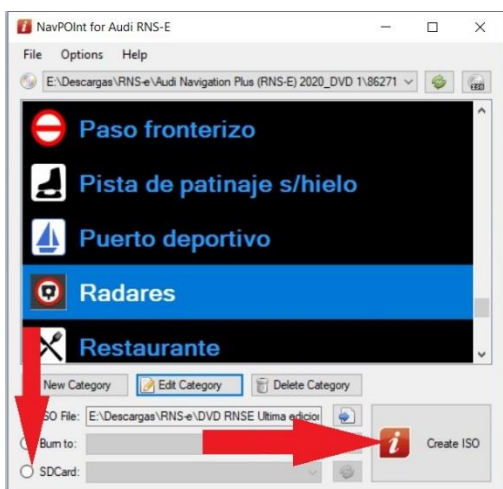 NavPOInt for Audi RNS-E
File Options Help
E:\Descargas\RNS-e\Audi Navigation Plus (RNS-E) 2020_DVD 1\86271
Paso fronterizo
Pista de patinaje s/hielo
Puerto deportivo
Radares
Restaurante
New Category Edit Category Delete Category
SO File: E:\Descargas\RNS-e\DVD RNSE Ultima edicior
Burn to:
Create ISO
SDCard: